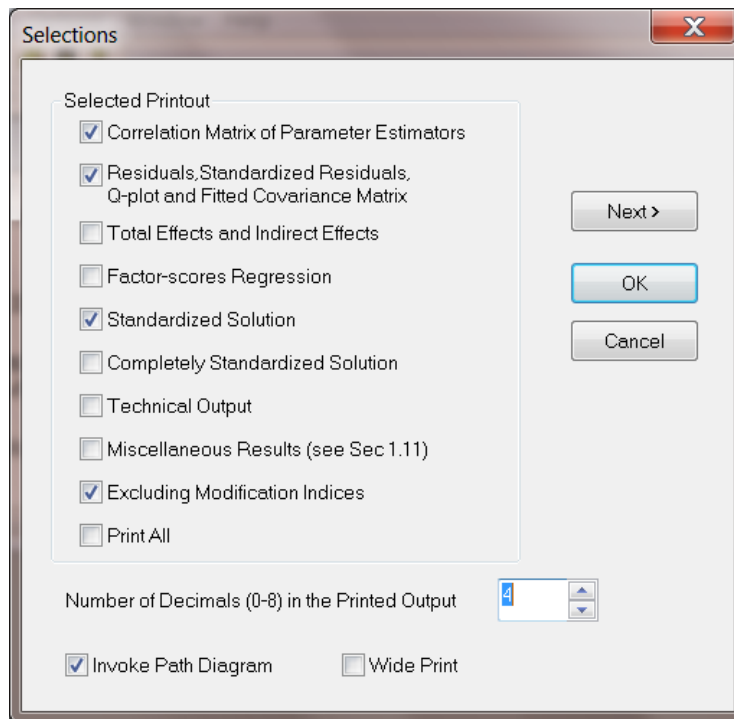 Selections
Selected Printout
Correlation Matrix of Parameter Estimators
Residuals,Standardized Residuals,
Q-plot and Fitted Covariance Matrix
Total Effects and Indirect Effects
Factor-scores Regression
Standardized Solution
Completely Standardized Solution
Technical Output
Miscellaneous Results (see Sec 1.11)
Excluding Modification Indices
Print All
Next >
OK
Cancel
Number of Decimals (0-8) in the Printed Output
4
Invoke Path Diagram
Wide Print